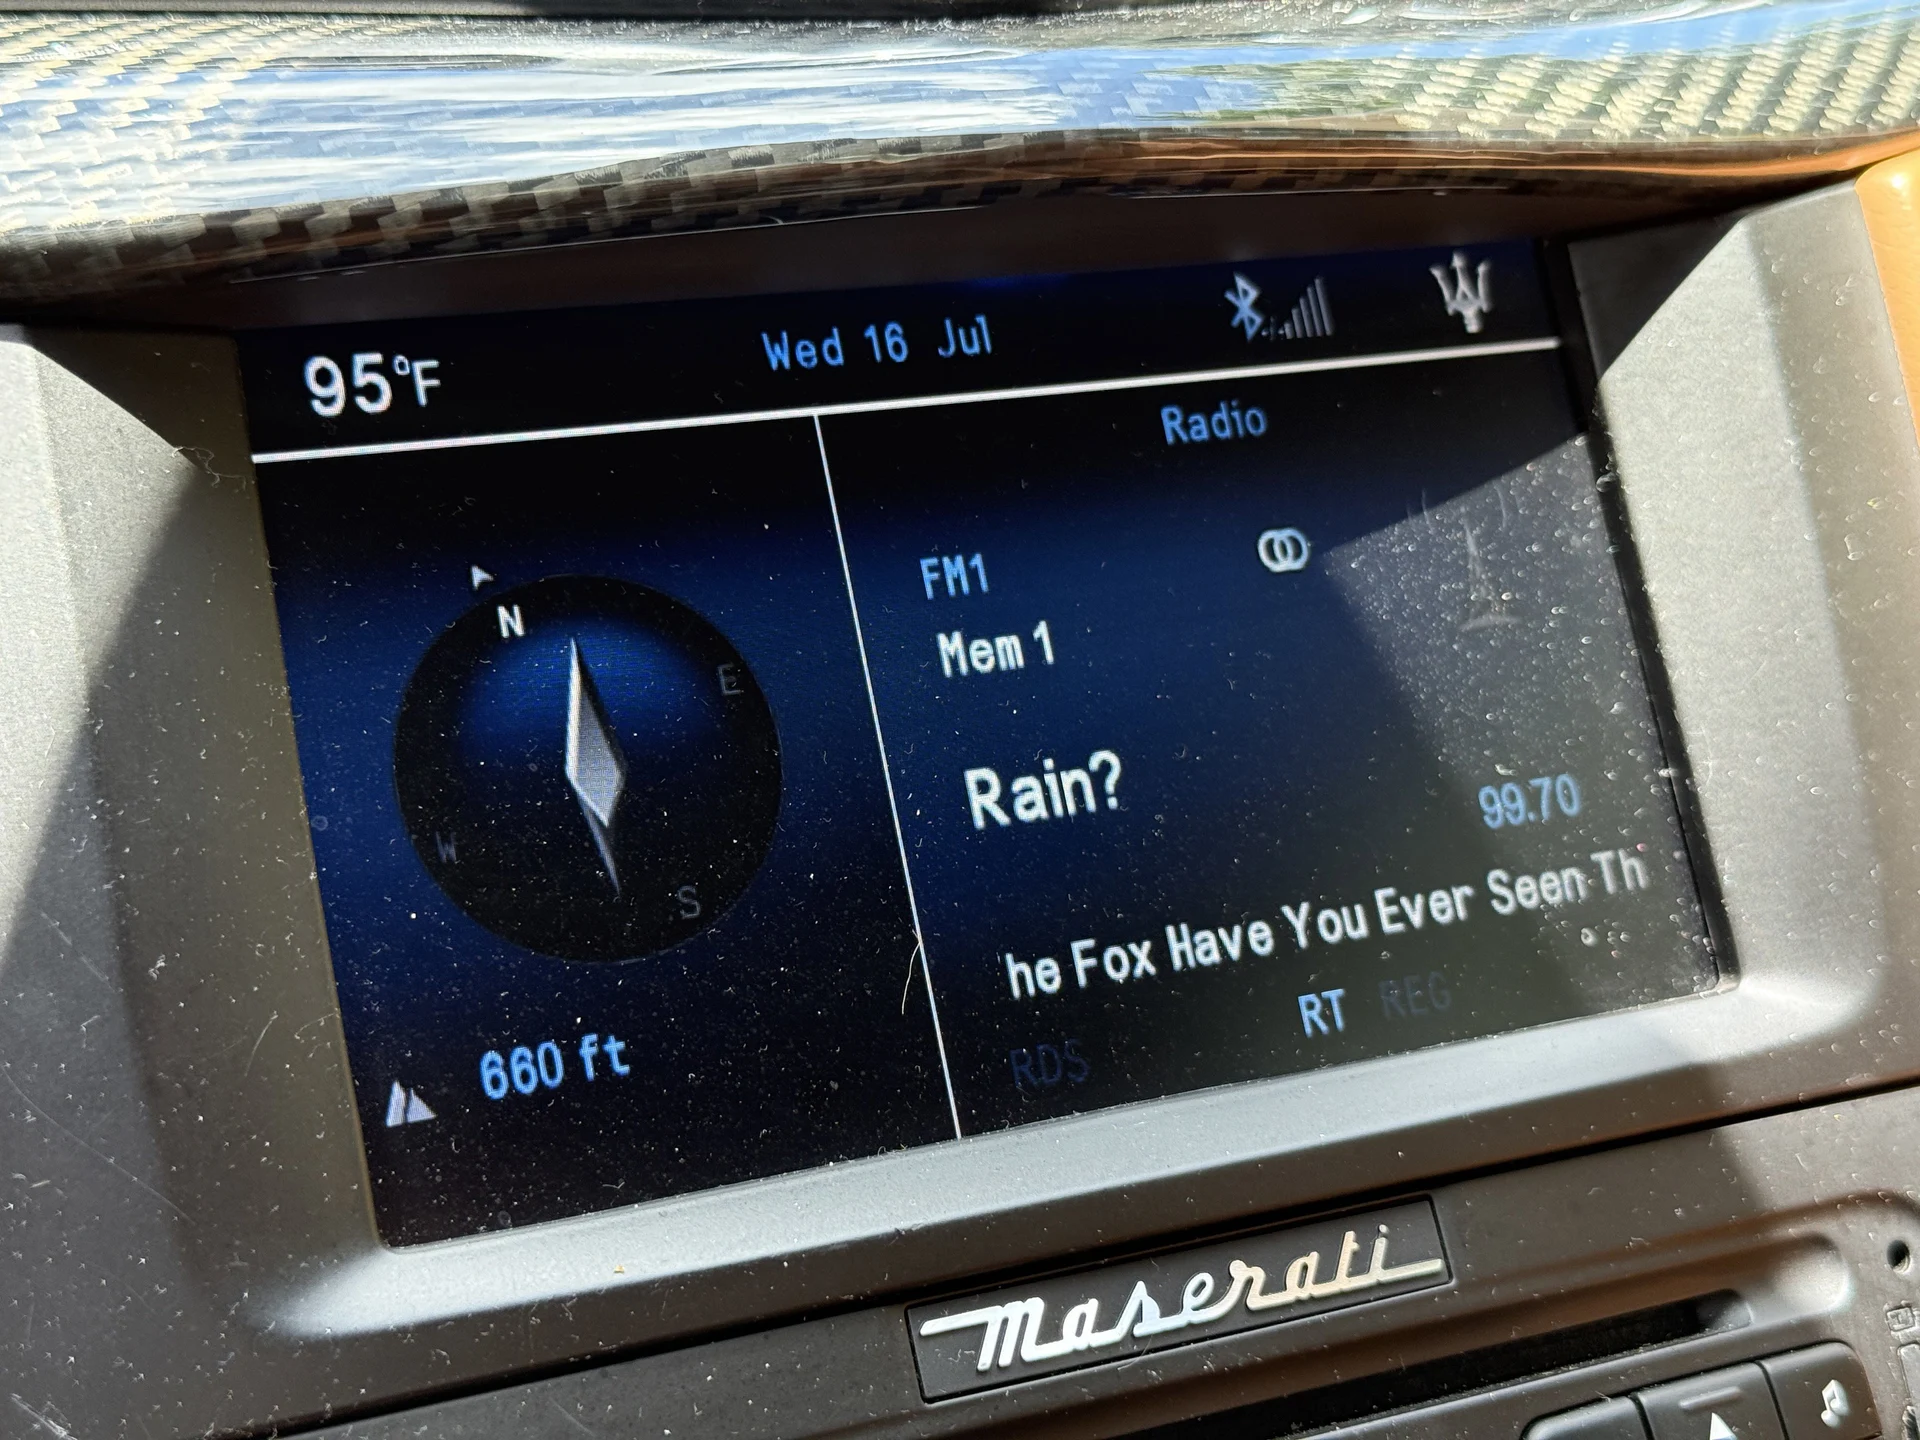 95°F
Wed 16 Jul
Radio
N
E
W
S
660 ft
FM1
Mem 1
Rain?
99.70
he Fox Have You Ever Seen Th
RT REG
RDS
Maserati